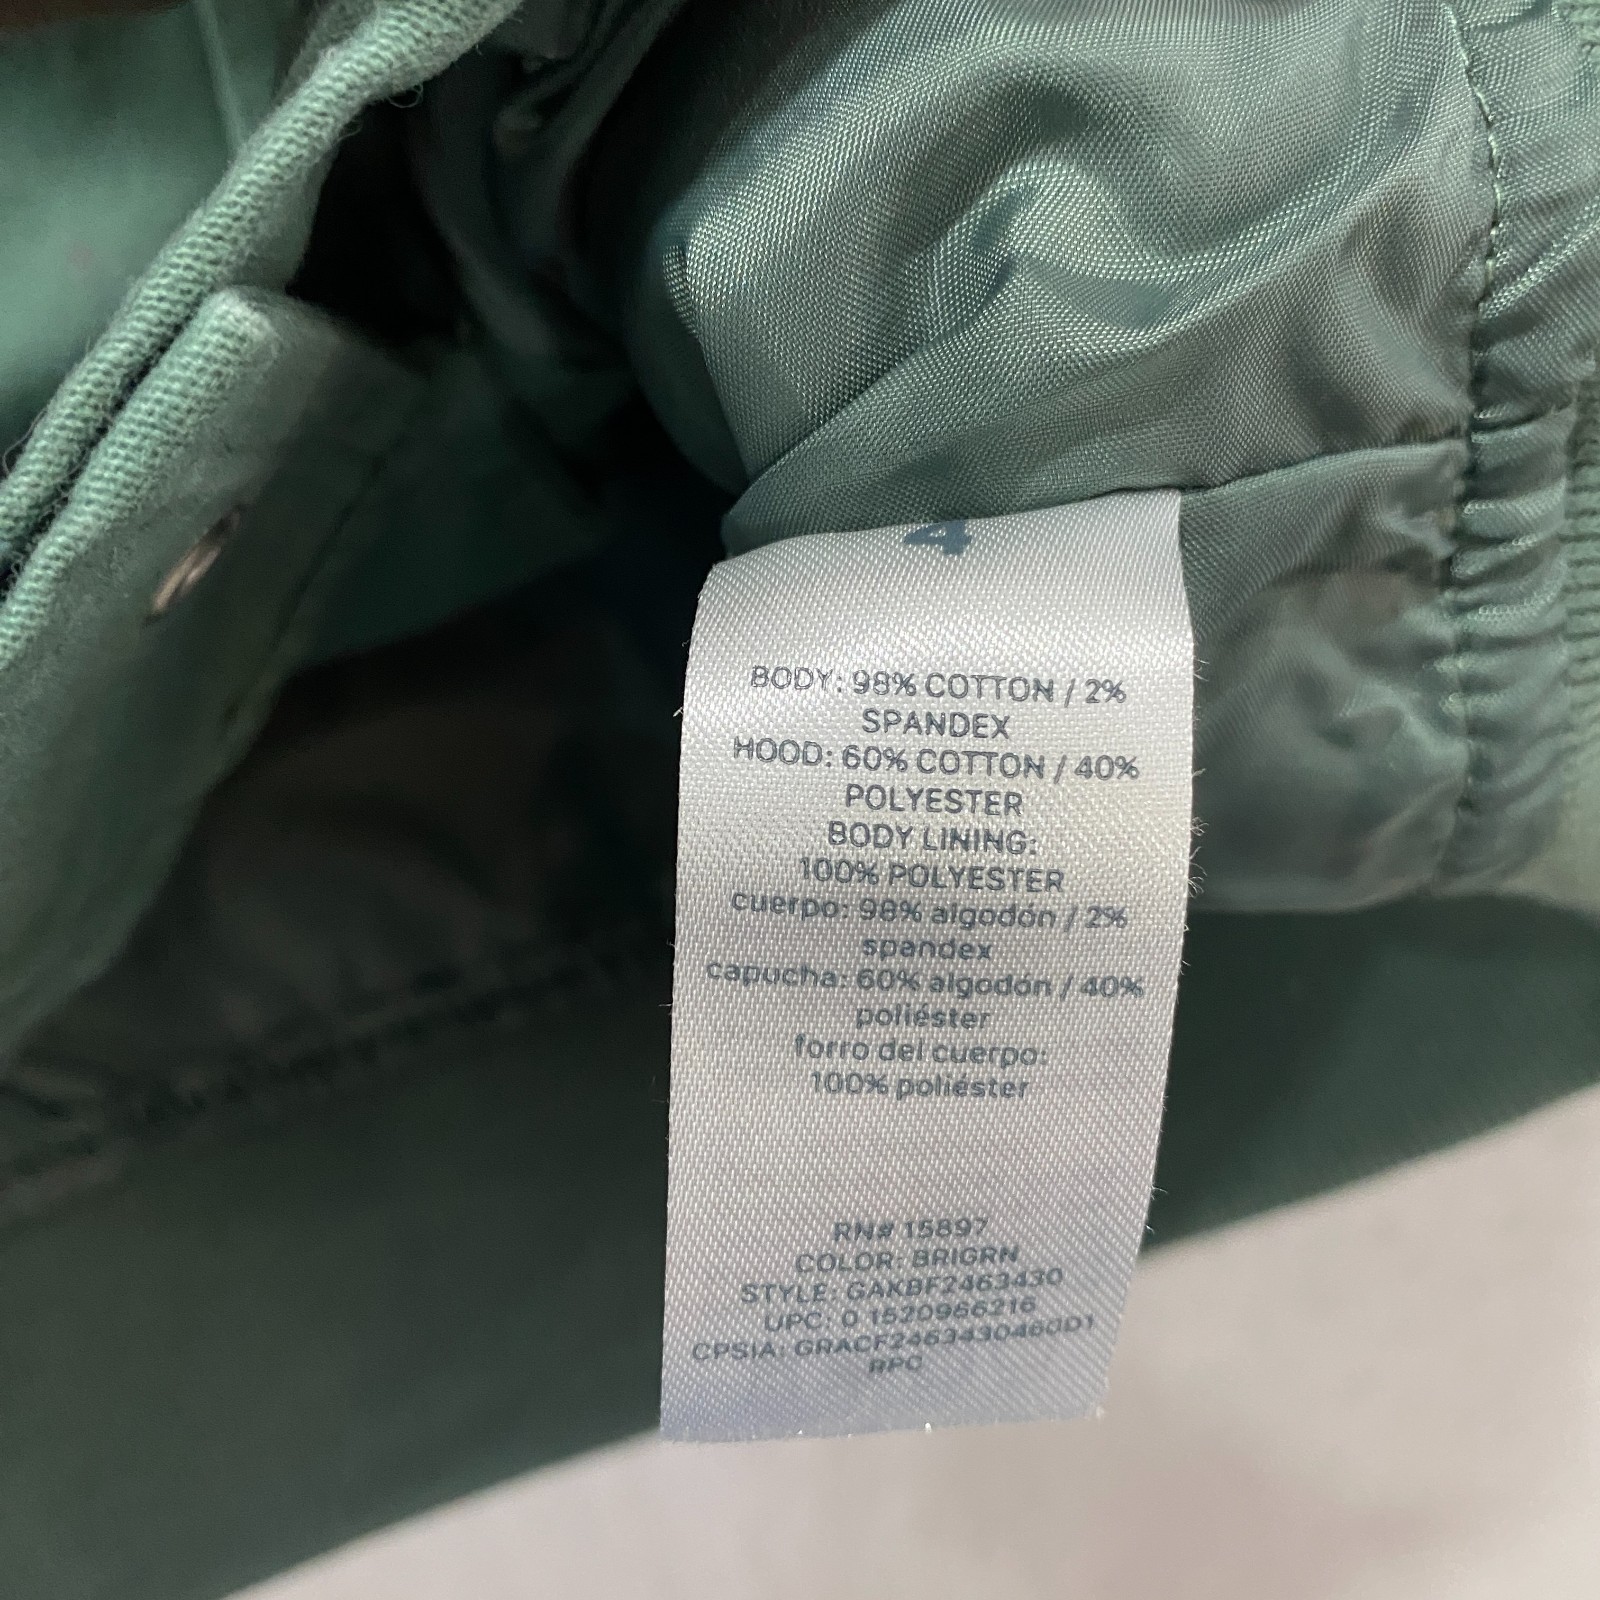 4
BODY: 98% COTTON / 2%
SPANDEX
HOOD: 60% COTTON / 40%
POLYESTER
BODY LINING:
100% POLYESTER
cuerpo: 98% algodón / 2%
spandex
capucha: 60% algodón / 40%
poliéster
forro del cuerpo:
100% poliéster
RN# 15897
COLOR: BRIGRN
STYLE: GAKBF2463430
UPC: 0 1520966216
CPSIA: GRACF2463430460D1
RPC